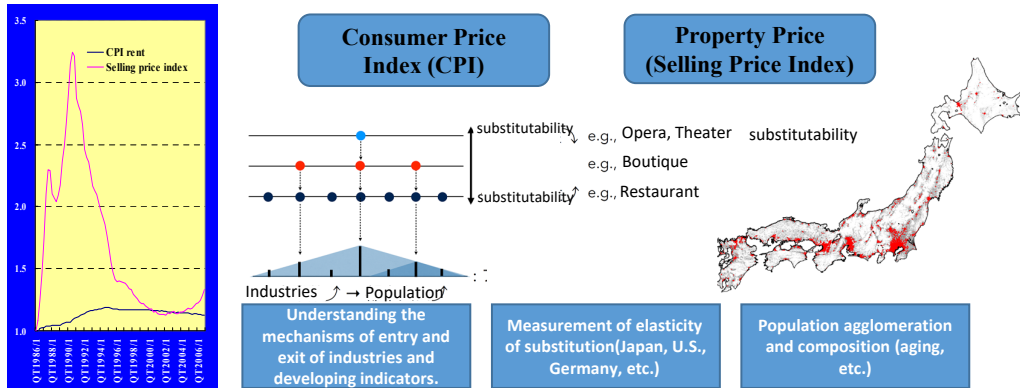 3.5
3.0
2.5
2.0
1.5
1.0
CPI rent
Selling price index
QT1986/1
QT1988/1
QT1990/1
QT1992/1
QT1994/1
QT1996/1
QT1998/1
QT2000/1
QT2002/1
QT2004/1
QT2006/1
Consumer Price
Index (CPI)
Property Price
(Selling Price Index)
substitutability
e.g., Opera, Theater
substitutability
e.g., Boutique
substitutability
e.g., Restaurant
Industries → Population
Understanding the
mechanisms of entry and
exit of industries and
developing indicators.
Measurement of elasticity
of substitution(Japan, U.S.,
Germany, etc.)
Population agglomeration
and composition (aging,
etc.)